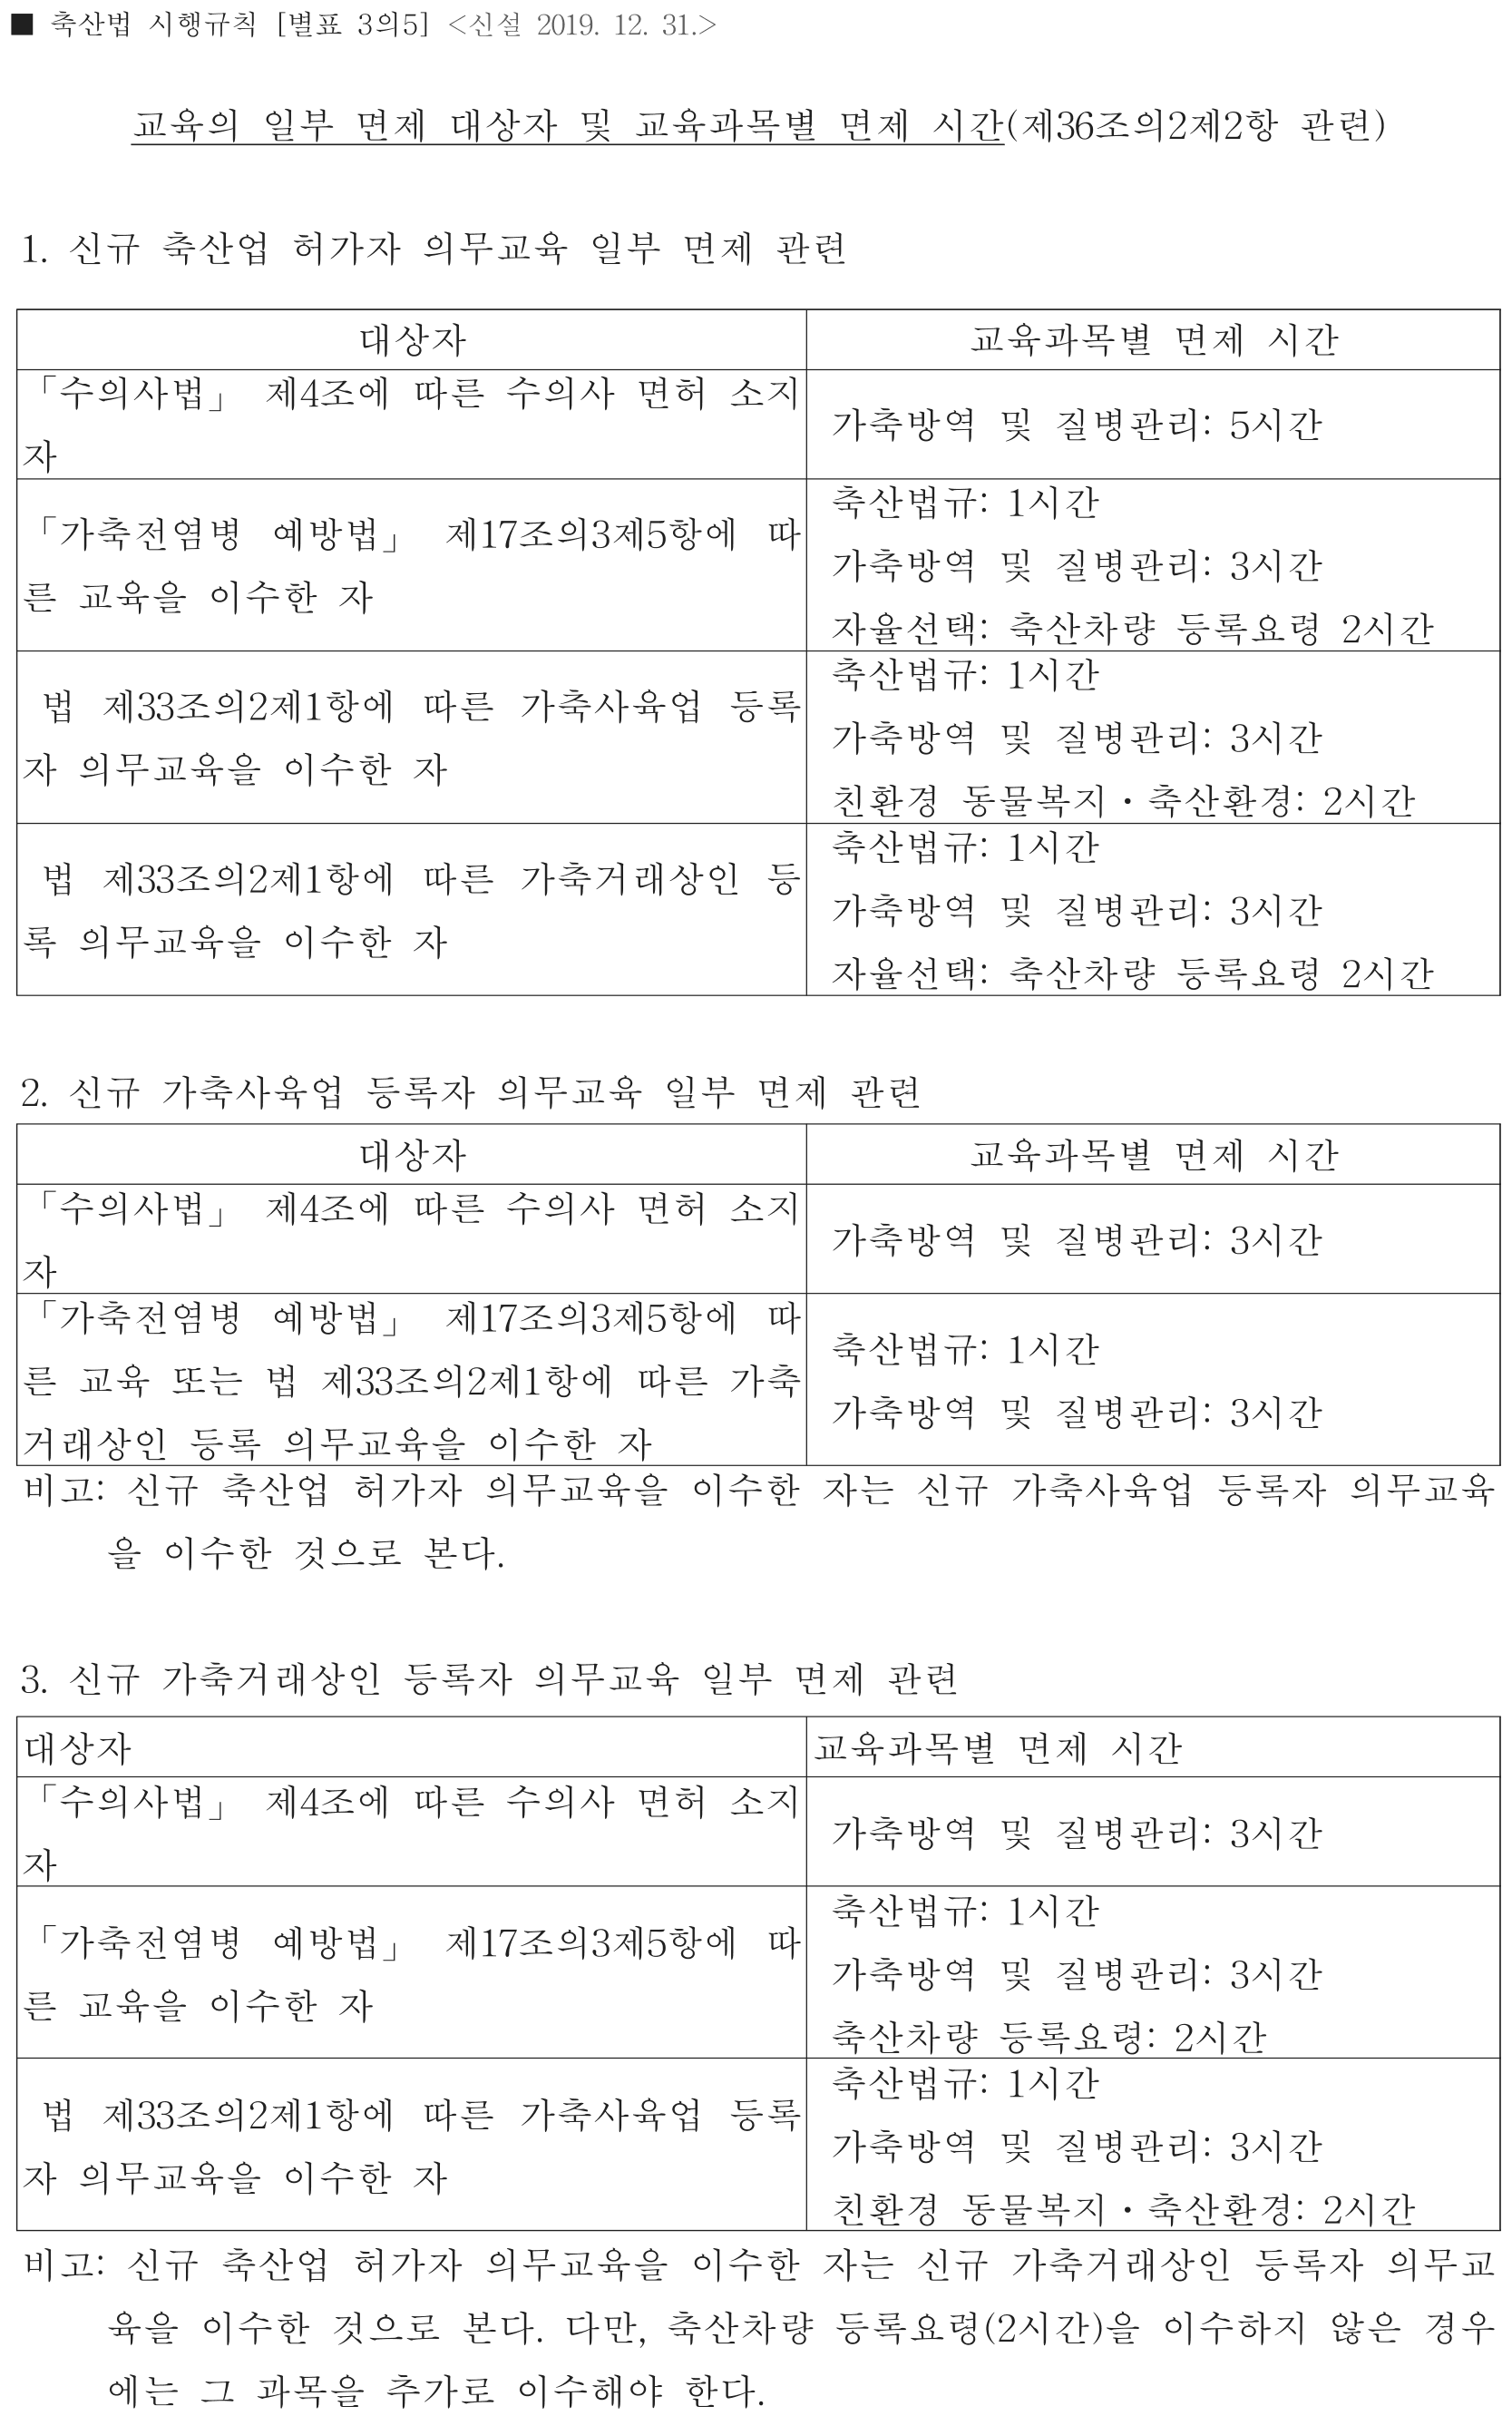 ■ 축산법 시행규칙 [별표 3의5] <신설 2019. 12. 31.>
교육의 일부 면제 대상자 및 교육과목별 면제 시간(제36조의2제2항 관련)
1. 신규 축산업 허가자 의무교육 일부 면제 관련
대상자
교육과목별 면제 시간
「수의사법」 제4조에 따른 수의사 면허 소지
자
가축방역 및 질병관리: 5시간
「가축전염병 예방법」 제17조의3제5항에 따
른 교육을 이수한 자
축산법규: 1시간
가축방역 및 질병관리: 3시간
자율선택: 축산차량 등록요령 2시간
법 제33조의2제1항에 따른 가축사육업 등록
자 의무교육을 이수한 자
축산법규: 1시간
가축방역 및 질병관리: 3시간
친환경 동물복지・축산환경: 2시간
법 제33조의2제1항에 따른 가축거래상인 등
록 의무교육을 이수한 자
축산법규: 1시간
가축방역 및 질병관리: 3시간
자율선택: 축산차량 등록요령 2시간
2. 신규 가축사육업 등록자 의무교육 일부 면제 관련
대상자
교육과목별 면제 시간
「수의사법」 제4조에 따른 수의사 면허 소지
자
가축방역 및 질병관리: 3시간
「가축전염병 예방법」 제17조의3제5항에 따
른 교육 또는 법 제33조의2제1항에 따른 가축
거래상인 등록 의무교육을 이수한 자
축산법규: 1시간
가축방역 및 질병관리: 3시간
비고: 신규 축산업 허가자 의무교육을 이수한 자는 신규 가축사육업 등록자 의무교육
을 이수한 것으로 본다.
3. 신규 가축거래상인 등록자 의무교육 일부 면제 관련
대상자
교육과목별 면제 시간
「수의사법」 제4조에 따른 수의사 면허 소지
자
가축방역 및 질병관리: 3시간
「가축전염병 예방법」 제17조의3제5항에 따
른 교육을 이수한 자
축산법규: 1시간
가축방역 및 질병관리: 3시간
축산차량 등록요령: 2시간
법 제33조의2제1항에 따른 가축사육업 등록
자 의무교육을 이수한 자
축산법규: 1시간
가축방역 및 질병관리: 3시간
친환경 동물복지・축산환경: 2시간
비고: 신규 축산업 허가자 의무교육을 이수한 자는 신규 가축거래상인 등록자 의무교
육을 이수한 것으로 본다. 다만, 축산차량 등록요령(2시간)을 이수하지 않은 경우
에는 그 과목을 추가로 이수해야 한다.